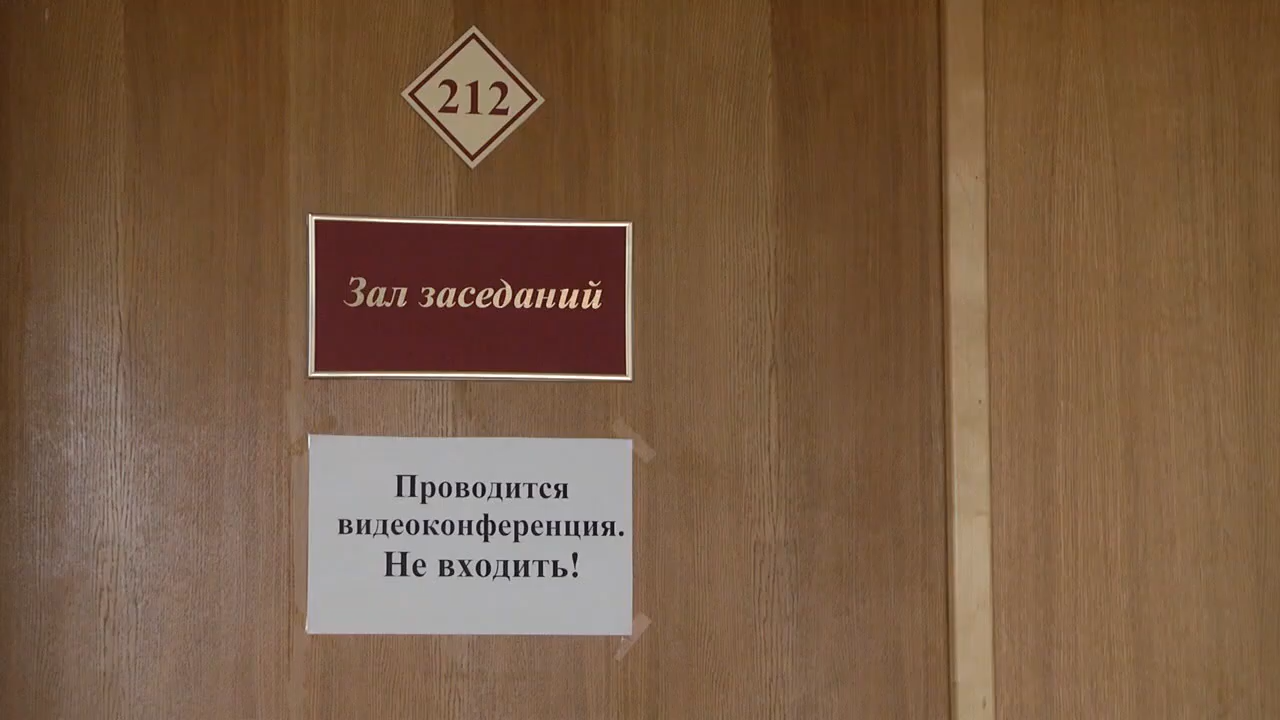 212
Зал заседаний
Проводится
видеоконференция.
Не входить!